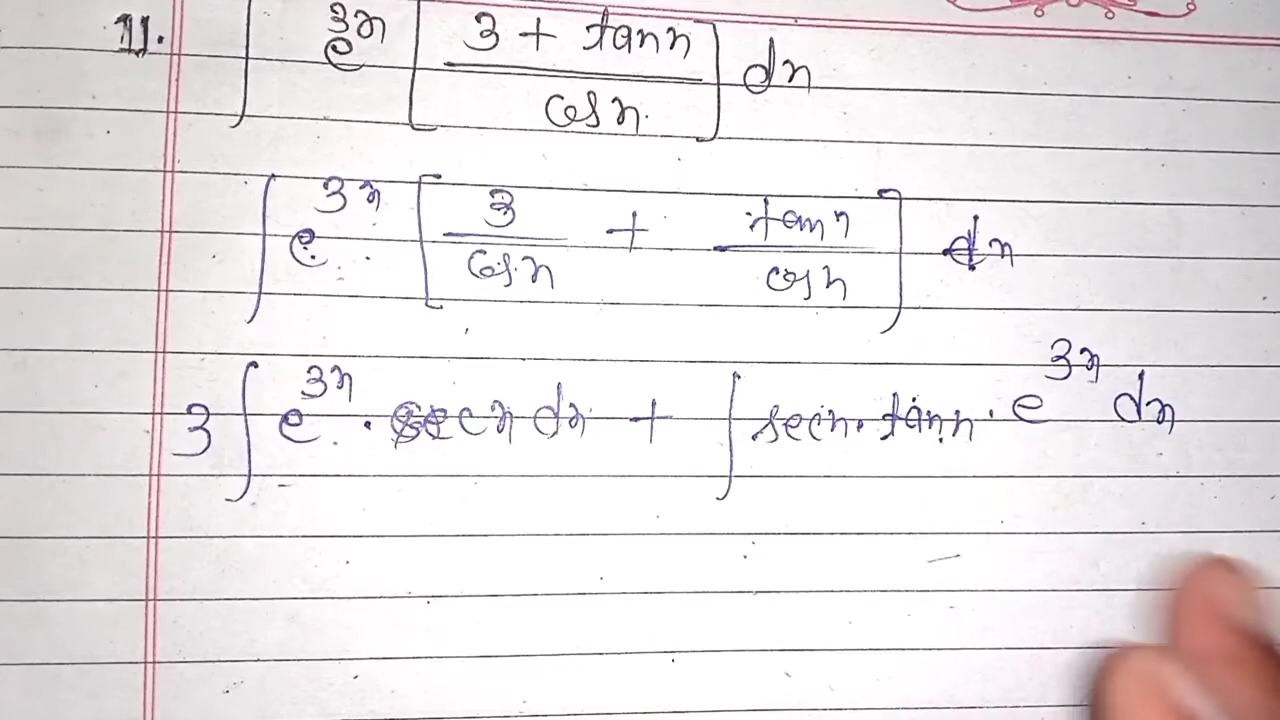 11. ∫ e^{3x} [ (3 + tan x) / cos x ] dx
∫ e^{3x} [ 3 / cos x + tan x / cos x ] dx
3 ∫ e^{3x} · sec x dx + ∫ sec x · tan x · e^{3x} dx